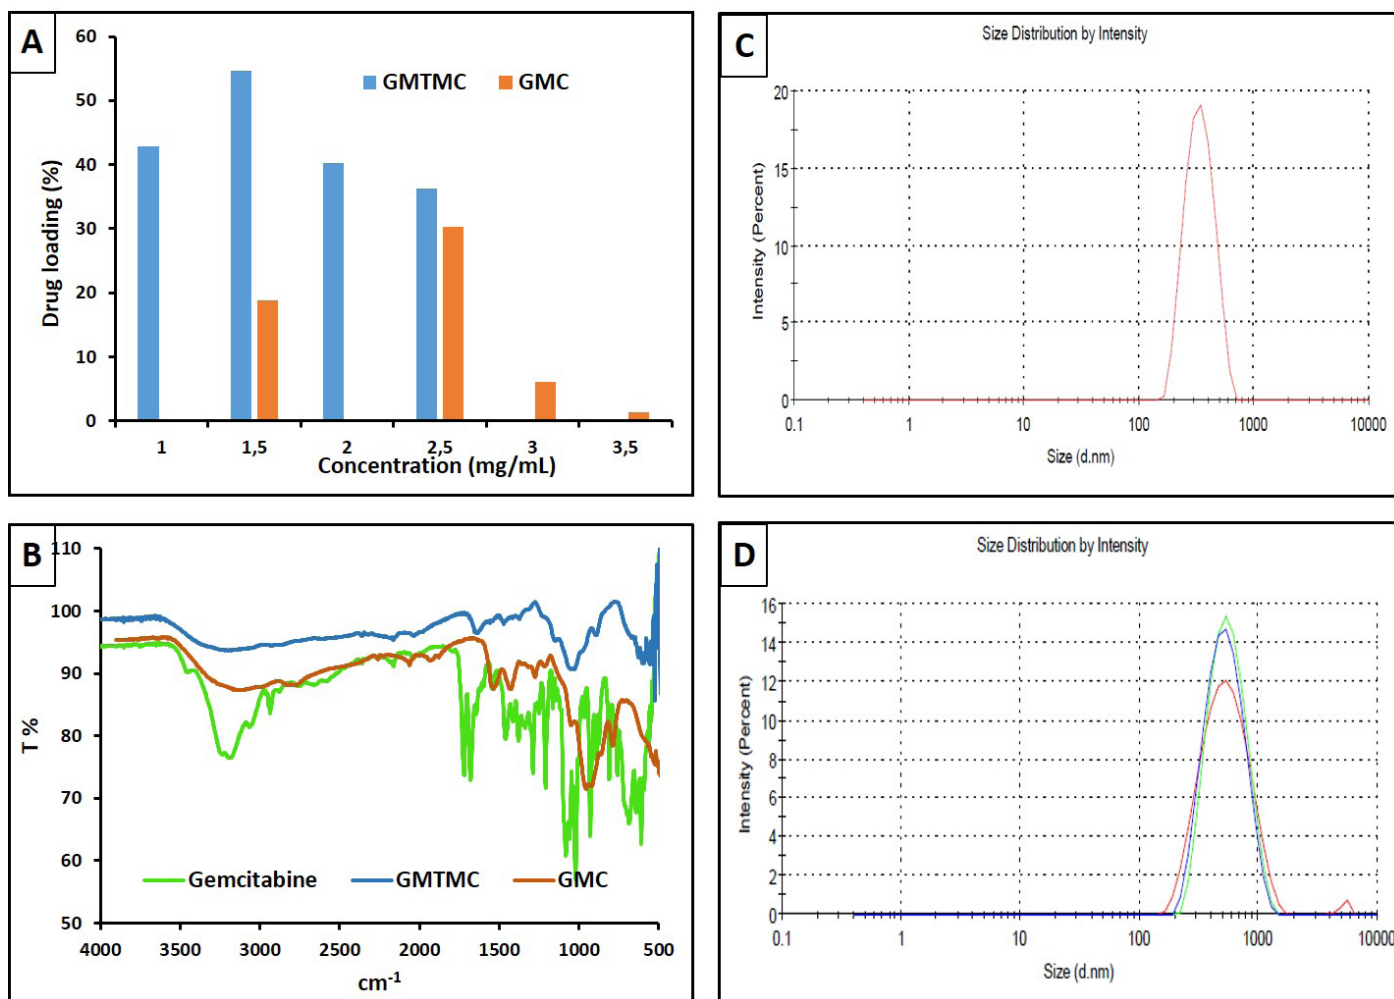 A
60
50
40
30
20
10
0
Drug loading (%)
GMTMC GMC
1 1,5 2 2,5 3 3,5
Concentration (mg/mL)
C
Size Distribution by Intensity
20
15
10
5
0
Intensity (Percent)
0.1 1 10 100 1000 10000
Size (d.nm)
B
110
100
90
80
70
60
50
T %
Gemcitabine GMTMC GMC
4000 3500 3000 2500 2000 1500 1000 500
cm-1
D
Size Distribution by Intensity
16
14
12
10
8
6
4
2
0
Intensity (Percent)
0.1 1 10 100 1000 10000
Size (d.nm)